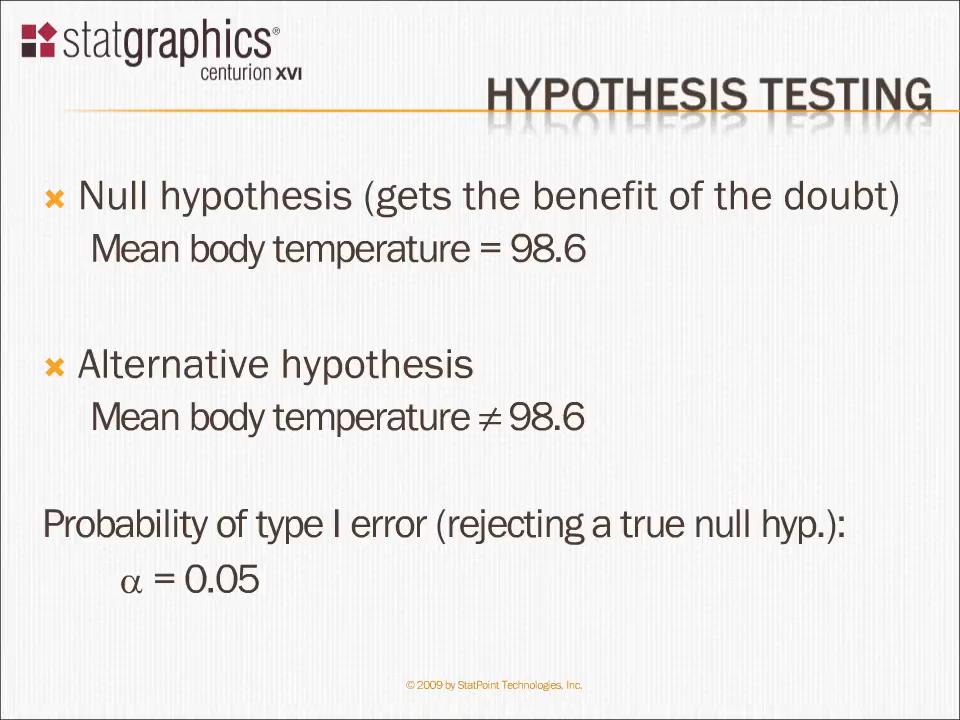 statgraphics®
centurion XVI
HYPOTHESIS TESTING
Null hypothesis (gets the benefit of the doubt)
Mean body temperature = 98.6
Alternative hypothesis
Mean body temperature ≠ 98.6
Probability of type I error (rejecting a true null hyp.):
α = 0.05
© 2009 by StatPoint Technologies, Inc.